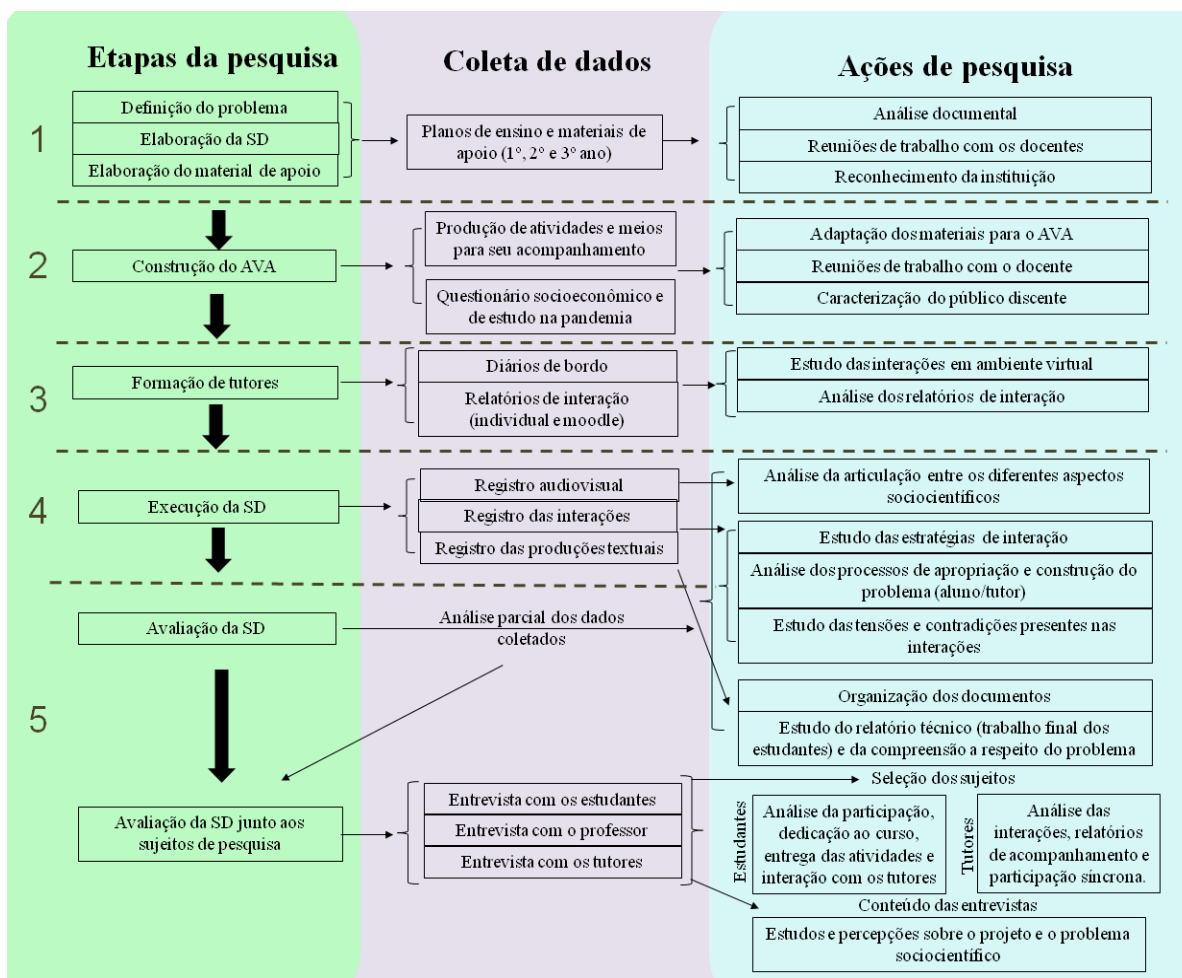 Etapas da pesquisa
Coleta de dados
Ações de pesquisa
1
Definição do problema
Elaboração da SD
Elaboração do material de apoio
Planos de ensino e materiais de
apoio (1°, 2° e 3° ano)
Análise documental
Reuniões de trabalho com os docentes
Reconhecimento da instituição
2
Construção do AVA
Produção de atividades e meios
para seu acompanhamento
Questionário socioeconômico e
de estudo na pandemia
Adaptação dos materiais para o AVA
Reuniões de trabalho com o docente
Caracterização do público discente
3
Formação de tutores
Diários de bordo
Relatórios de interação
(individual e moodle)
Estudo das interações em ambiente virtual
Análise dos relatórios de interação
4
Execução da SD
Registro audiovisual
Registro das interações
Registro das produções textuais
Análise da articulação entre os diferentes aspectos
sociocientíficos
Estudo das estratégias de interação
Análise dos processos de apropriação e construção do
problema (aluno/tutor)
Estudo das tensões e contradições presentes nas
interações
5
Avaliação da SD
Análise parcial dos dados
coletados
Organização dos documentos
Estudo do relatório técnico (trabalho final dos
estudantes) e da compreensão a respeito do problema
Avaliação da SD junto aos
sujeitos de pesquisa
Entrevista com os estudantes
Entrevista com o professor
Entrevista com os tutores
Seleção dos sujeitos
Estudantes
Análise da participação,
dedicação ao curso,
entrega das atividades e
interação com os tutores
Tutores
Análise das
interações, relatórios
de acompanhamento e
participação síncrona.
Conteúdo das entrevistas
Estudos e percepções sobre o projeto e o problema
sociocientífico